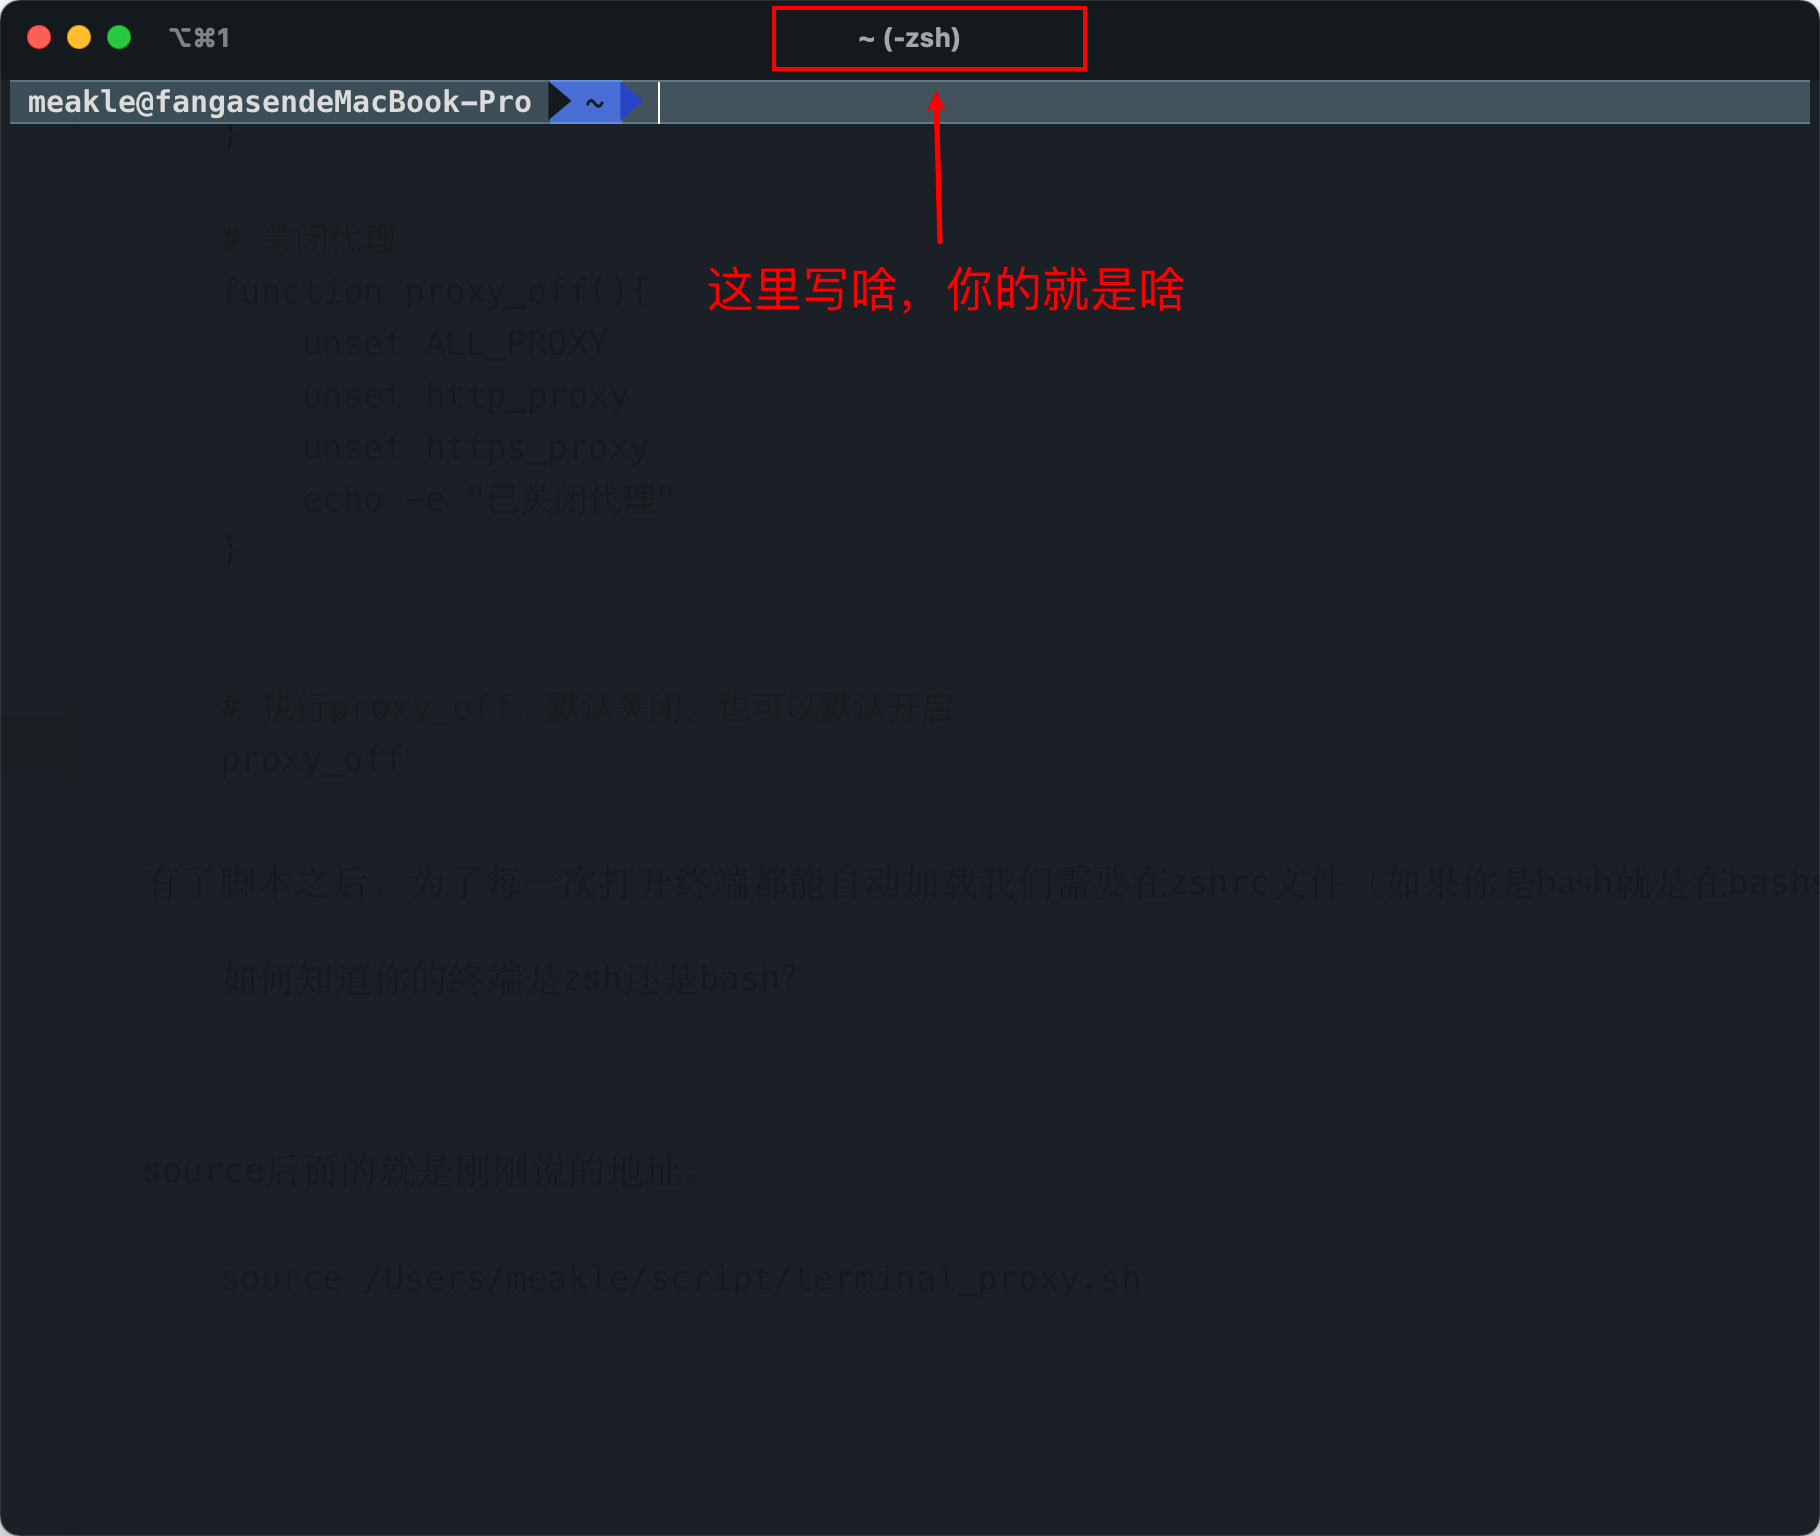 ⌥⌘1
~ (-zsh)
meakle@fangasendeMacBook-Pro ~
}
# 关闭代理
function proxy_off(){
这里写啥，你的就是啥
unset ALL_PROXY
unset http_proxy
unset https_proxy
echo -e "已关闭代理"
}
# 执行proxy_off，默认关闭，也可以默认开启
proxy_off
有了脚本之后，为了每一次打开终端都能自动加载我们需要在zshrc文件（如果你是bash就是在bash
如何知道你的终端是zsh还是bash?
source后面的就是刚刚说的地址。
source /Users/meakle/script/terminal_proxy.sh